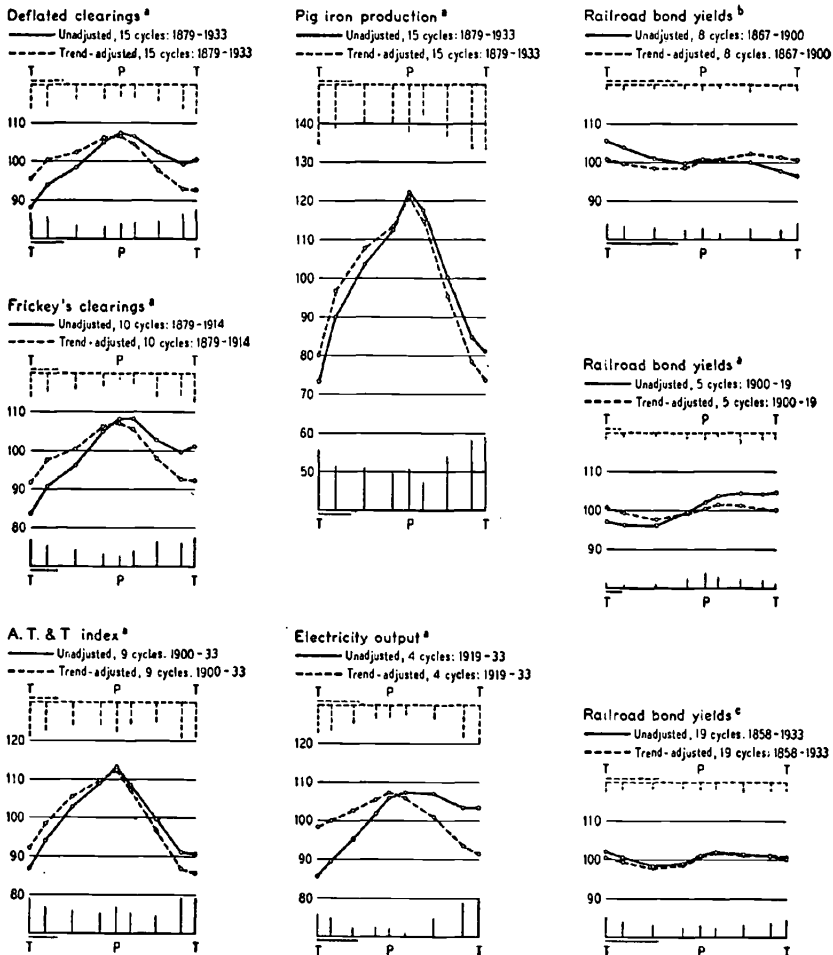 Deflated clearings a
Unadjusted, 15 cycles: 1879-1933
Trend-adjusted, 15 cycles: 1879-1933
T P T
110
100
90
T P T
Frickey's clearings a
Unadjusted, 10 cycles: 1879-1914
Trend-adjusted, 10 cycles: 1879-1914
T P T
110
100
90
80
T P T
A.T. & T index a
Unadjusted, 9 cycles. 1900-33
Trend-adjusted, 9 cycles. 1900-33
T P T
120
110
100
90
80
T P T
Pig iron production a
Unadjusted, 15 cycles: 1879-1933
Trend-adjusted, 15 cycles: 1879-1933
T P T
140
130
120
110
100
90
80
70
50
T P T
Electricity output a
Unadjusted, 4 cycles: 1919-33
Trend-adjusted, 4 cycles: 1919-33
T P T
120
110
100
90
80
T P T
Railroad bond yields b
Unadjusted, 8 cycles: 1867-1900
Trend-adjusted, 8 cycles. 1867-1900
T P T
110
100
90
T P T
Railroad bond yields a
Unadjusted, 5 cycles: 1900-19
Trend-adjusted, 5 cycles: 1900-19
T P T
110
100
90
T P T
Railroad bond yields c
Unadjusted, 19 cycles: 1858-1933
Trend-adjusted, 19 cycles: 1858-1933
T P T
110
100
90
T P T